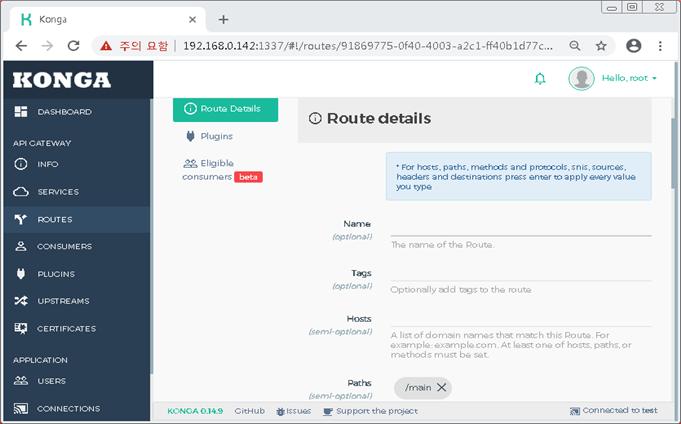 Konga
주의 요함
192.168.0.142:1337/#!/routes/91869775-0f40-4003-a2c1-ff40b1d77c...
KONGA
Hello, root
DASHBOARD
API GATEWAY
INFO
SERVICES
ROUTES
CONSUMERS
PLUGINS
UPSTREAMS
CERTIFICATES
APPLICATION
USERS
CONNECTIONS
Route Details
Plugins
Eligible
consumers beta
Route details
* For hosts, paths, methods and protocols, snis, sources,
headers and destinations press enter to apply every value
you type
Name
(optional)
The name of the Route.
Tags
(optional)
Optionally add tags to the route
Hosts
(semi-optional)
A list of domain names that match this Route. For
example: example.com. At least one of hosts, paths, or
methods must be set.
Paths
(semi-optional)
/main
KONGA 0.14.9 GitHub Issues Support the project Connected to test